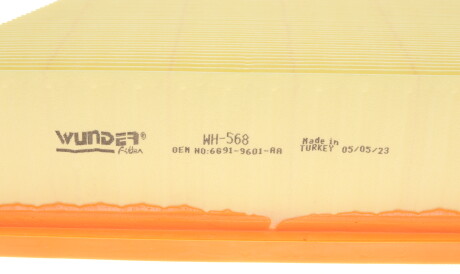 WUNDER®
Filter
WH-568
OEM NO:6G91-9601-AA
Made in
TURKEY 05/05/23